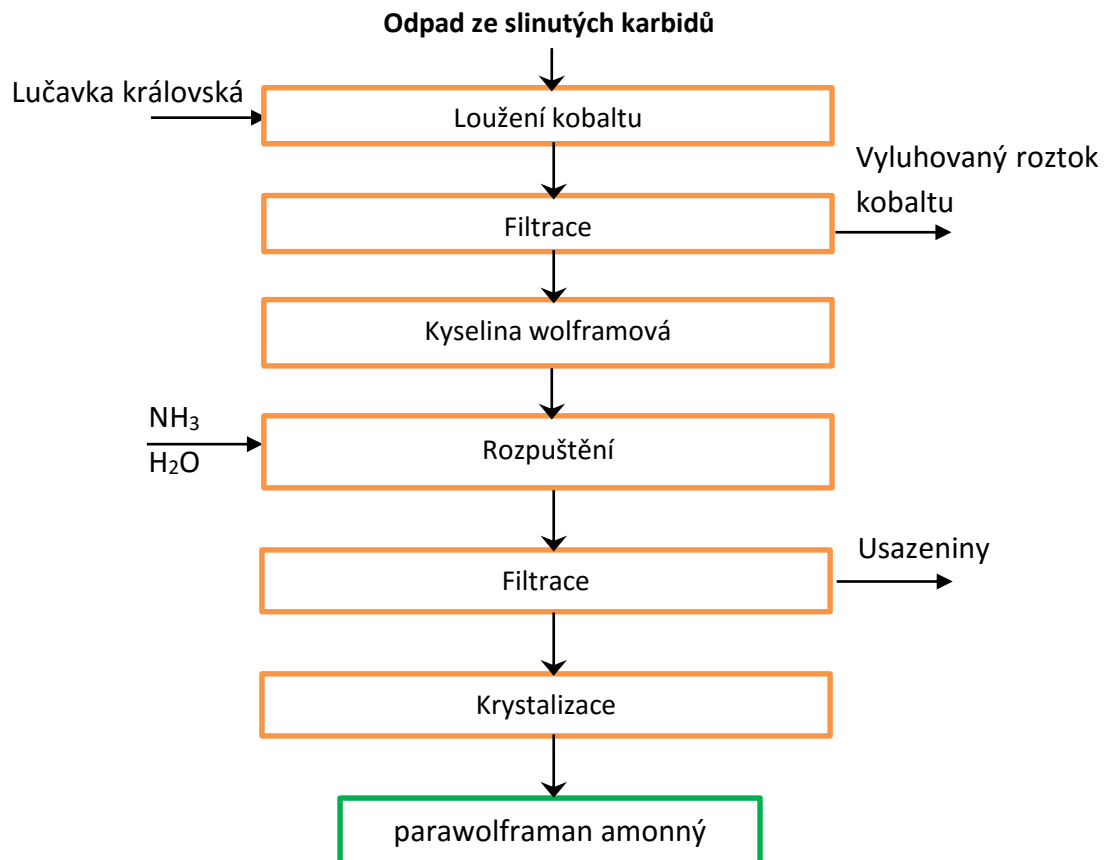 Odpad ze slinutých karbidů
Lučavka královská
Loužení kobaltu
Vyluhovaný roztok
kobaltu
Filtrace
Kyselina wolframová
NH₃
H₂O
Rozpuštění
Usazeniny
Filtrace
Krystalizace
parawolframan amonný